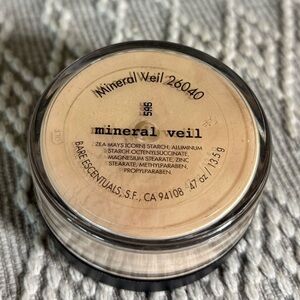 Mineral Veil 26040
mineral veil
ZEA MAYS (CORN) STARCH, ALUMINUM
STARCH OCTENYLSUCCINATE,
MAGNESIUM STEARATE, ZINC
STEARATE, METHYLPARABEN,
PROPYLPARABEN.
BARE ESCENTUALS, S.F., CA 94108 .47 oz / 13.5g